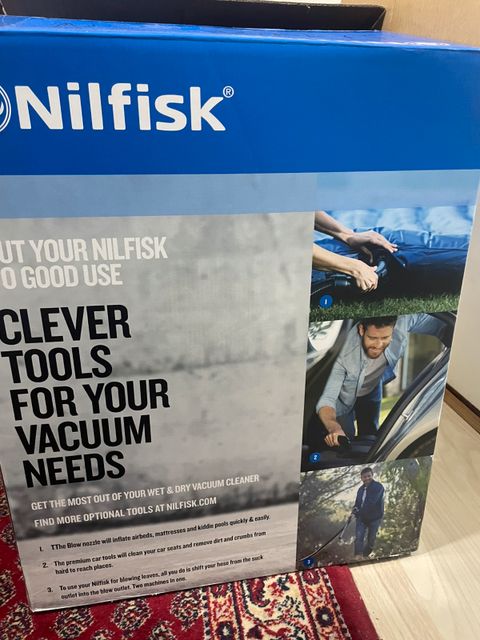 Nilfisk®
UT YOUR NILFISK
O GOOD USE
CLEVER
TOOLS
FOR YOUR
VACUUM
NEEDS
GET THE MOST OUT OF YOUR WET & DRY VACUUM CLEANER
FIND MORE OPTIONAL TOOLS AT NILFISK.COM
1. TThe Blow nozzle will inflate airbeds, mattresses and kiddie pools quickly & easily.
2. The premium car tools will clean your car seats and remove dirt and crumbs from
hard to reach places.
3. To use your Nilfisk for blowing leaves, all you do is shift your hose from the suck
outlet into the blow outlet. Two machines in one.
1
2
3